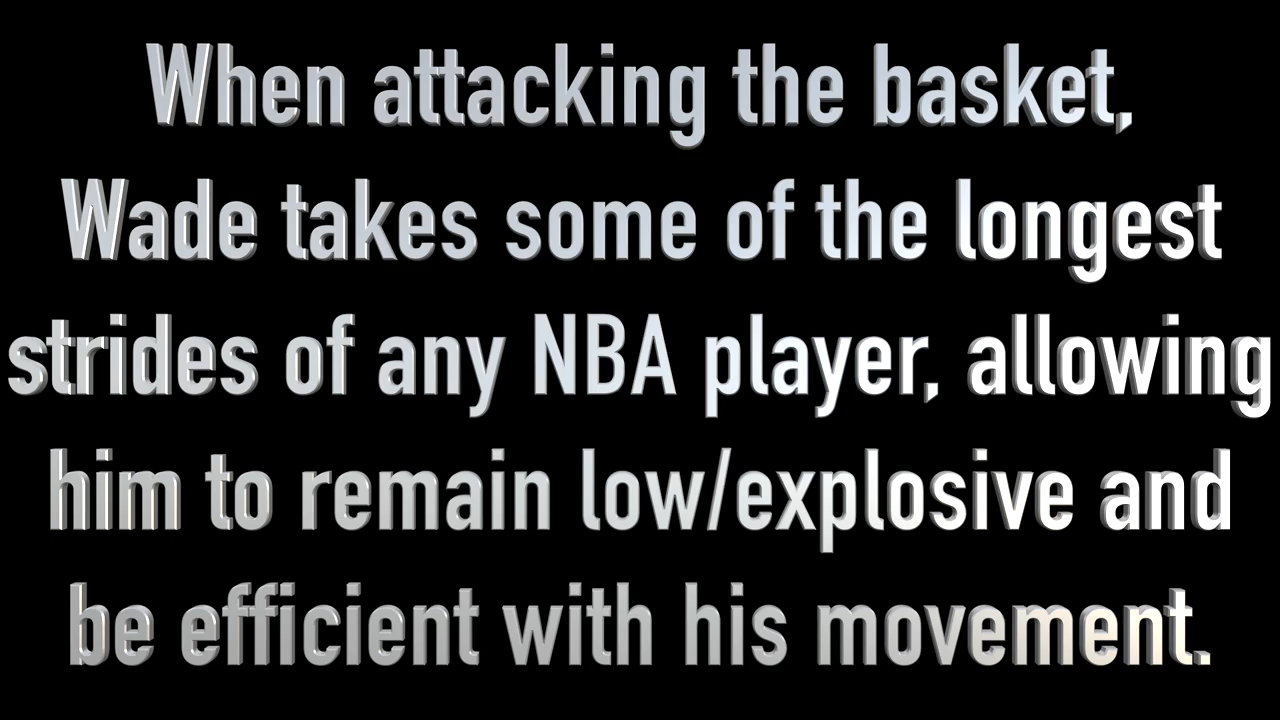 When attacking the basket,
Wade takes some of the longest
strides of any NBA player, allowing
him to remain low/explosive and
be efficient with his movement.